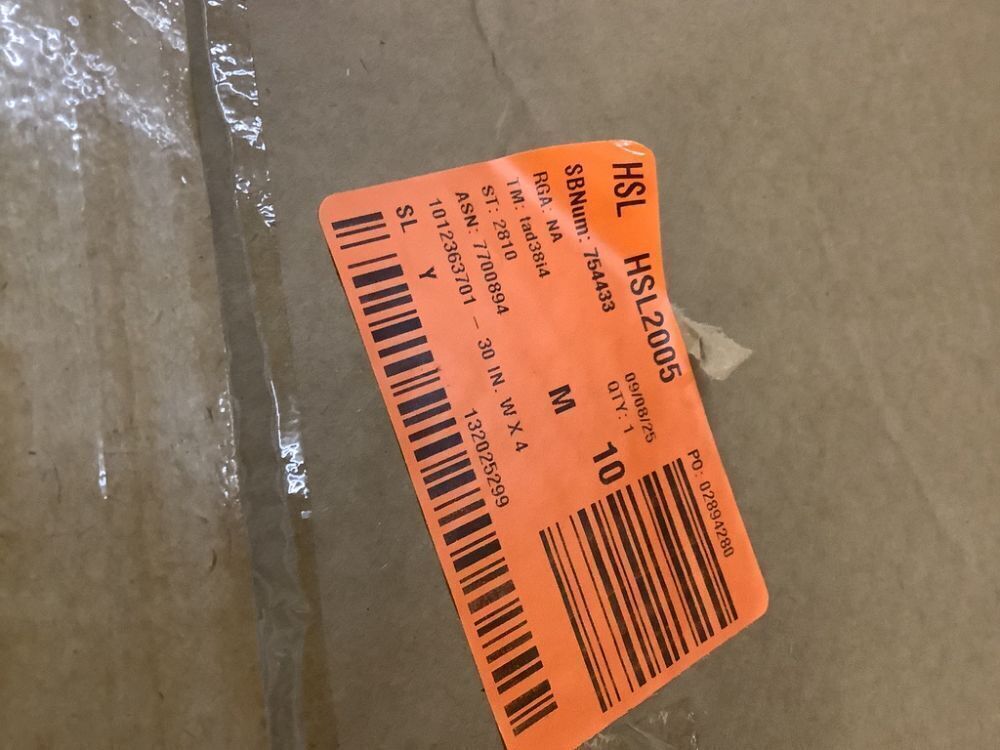 HSL HSL2005 PO: 02894280
SBNum: 754433 09/08/25
RGA: NA QTY: 1
TM: tad38i4 M 10
ST: 2810
ASN: 7700894
1012363701 – 30 IN. W X 4
SL Y 132025299